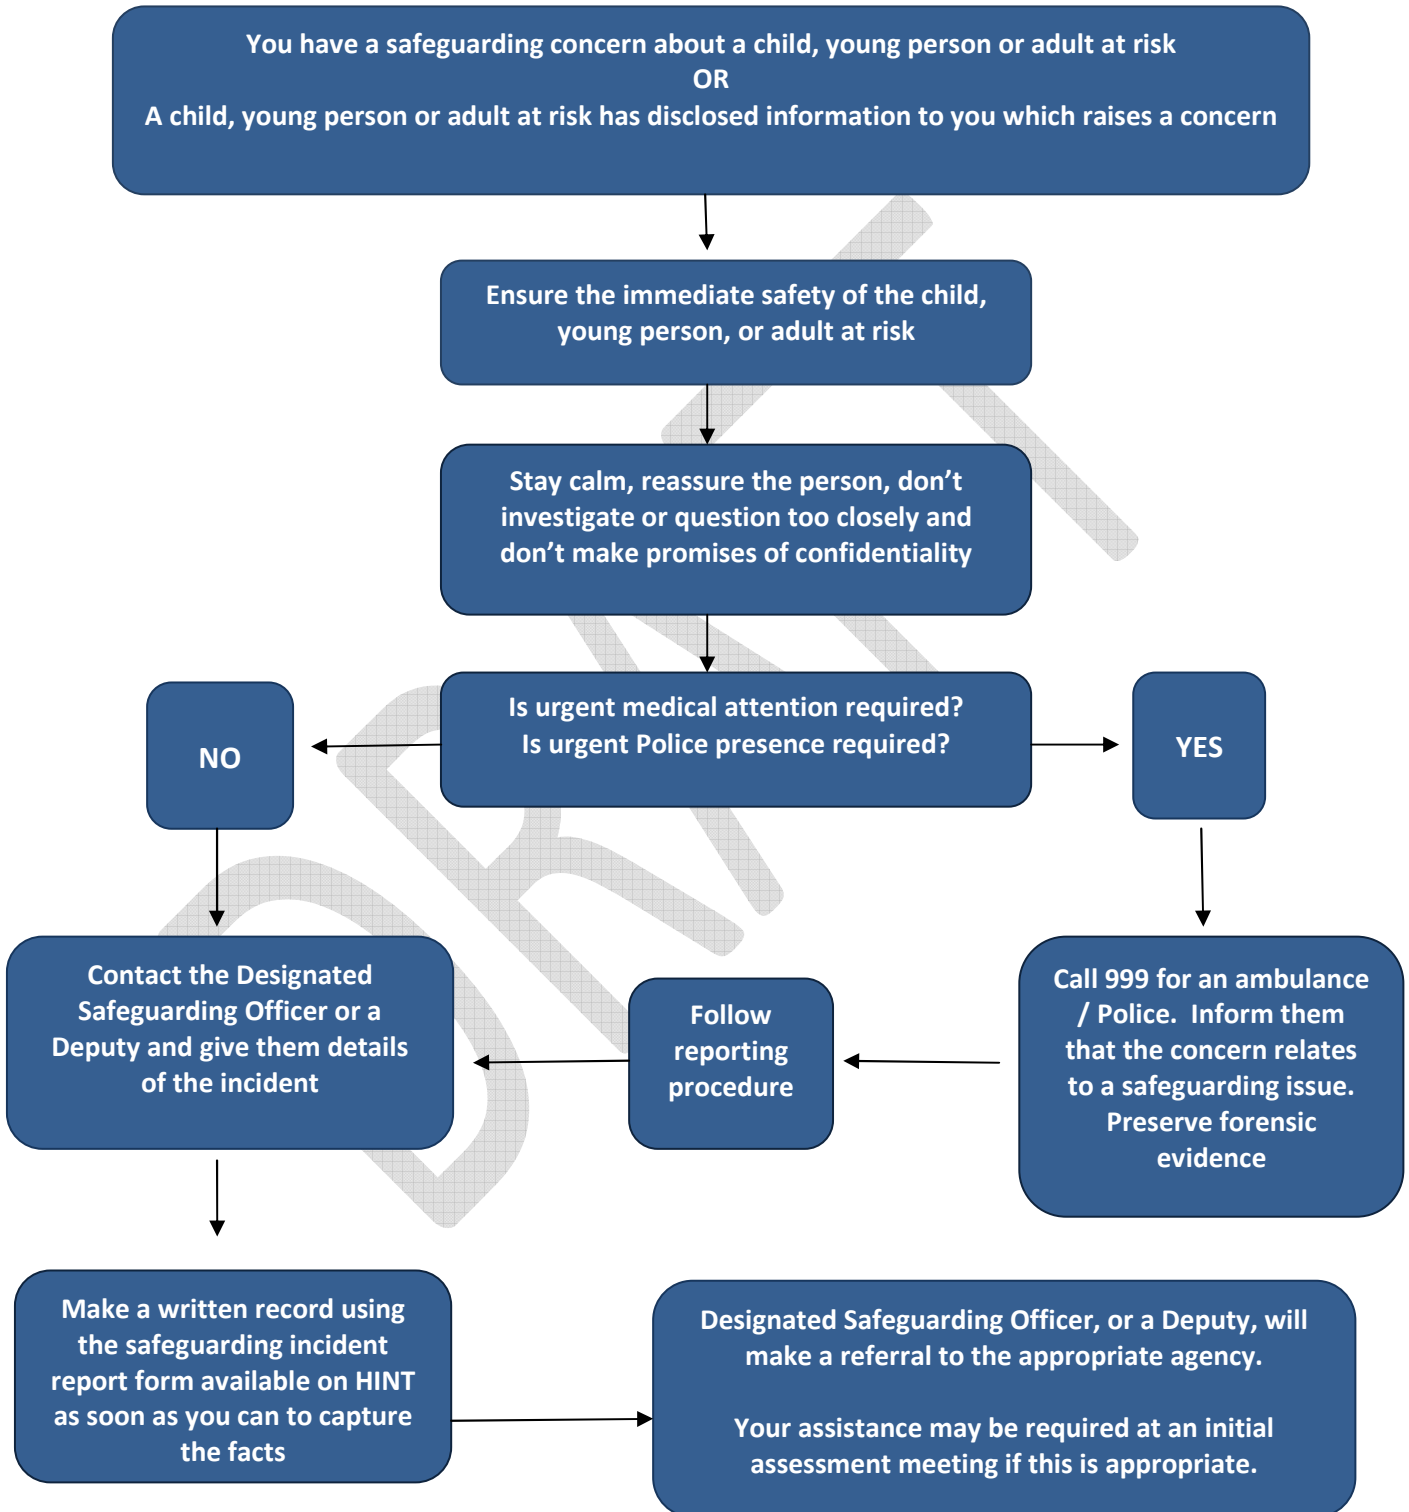 You have a safeguarding concern about a child, young person or adult at risk
OR
A child, young person or adult at risk has disclosed information to you which raises a concern
Ensure the immediate safety of the child,
young person, or adult at risk
Stay calm, reassure the person, don’t
investigate or question too closely and
don’t make promises of confidentiality
Is urgent medical attention required?
Is urgent Police presence required?
NO
YES
Contact the Designated
Safeguarding Officer or a
Deputy and give them details
of the incident
Follow
reporting
procedure
Call 999 for an ambulance
/ Police.  Inform them
that the concern relates
to a safeguarding issue.
Preserve forensic
evidence
Make a written record using
the safeguarding incident
report form available on HINT
as soon as you can to capture
the facts
Designated Safeguarding Officer, or a Deputy, will
make a referral to the appropriate agency.
Your assistance may be required at an initial
assessment meeting if this is appropriate.
DRAFT